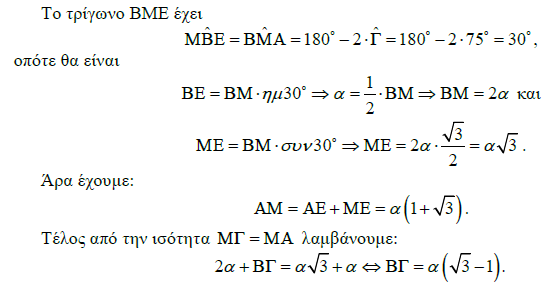 Το τρίγωνο ΒΜΕ έχει
ΜB̂Ε = ΒM̂Α = 180° − 2·Γ̂ = 180° − 2·75° = 30°,
οπότε θα είναι
ΒΕ = ΒΜ·ημ30° ⇒ α = 1/2 · ΒΜ ⇒ ΒΜ = 2α και
ΜΕ = ΒΜ·συν30° ⇒ ΜΕ = 2α · √3/2 = α√3 .
Άρα έχουμε:
ΑΜ = ΑΕ + ΜΕ = α(1+√3).
Τέλος από την ισότητα ΜΓ = ΜΑ λαμβάνουμε:
2α + ΒΓ = α√3 + α ⇔ ΒΓ = α(√3 − 1).